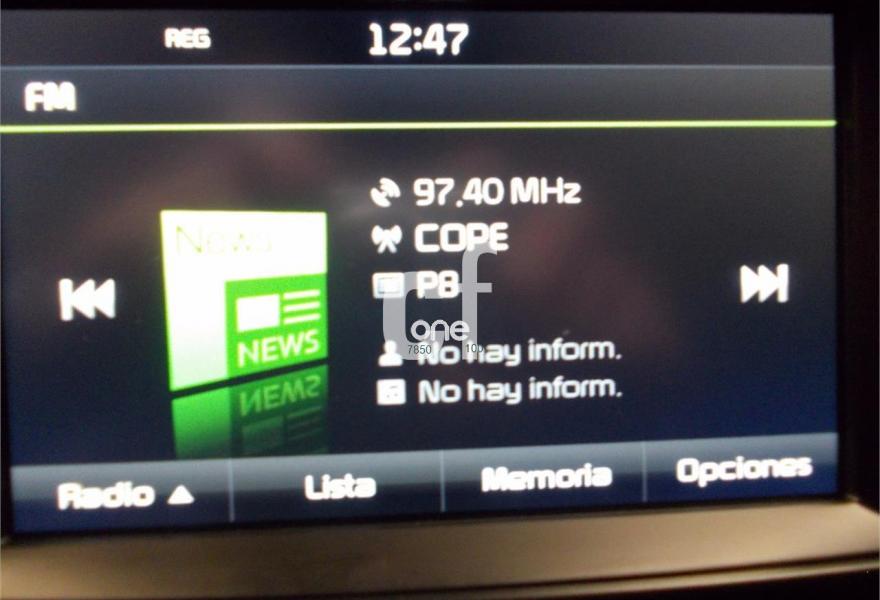 REG 12:47
FM
97.40 MHz
News
COPE
P8
NEWS
cf
one
7850 100
No hay inform.
No hay inform.
Radio ▲ Lista Memoria Opciones